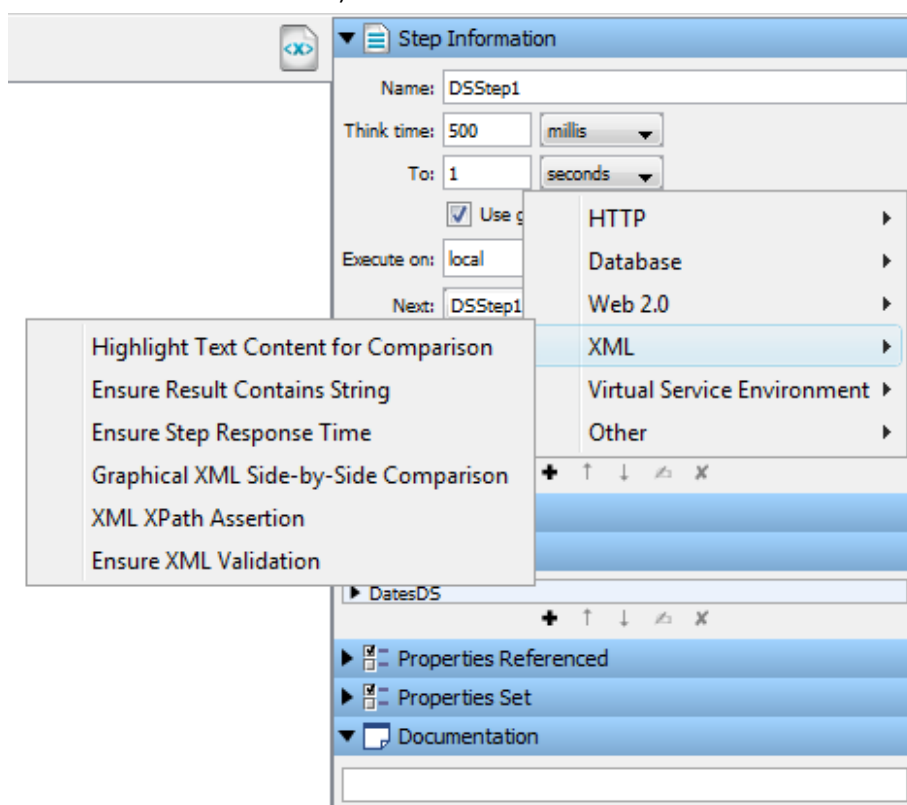 <x>
Step Information
Name: DSStep1
Think time: 500 millis
To: 1 seconds
Use g
Execute on: local
Next: DSStep1
HTTP
Database
Web 2.0
XML
Virtual Service Environment
Other
Highlight Text Content for Comparison
Ensure Result Contains String
Ensure Step Response Time
Graphical XML Side-by-Side Comparison
XML XPath Assertion
Ensure XML Validation
DatesDS
Properties Referenced
Properties Set
Documentation